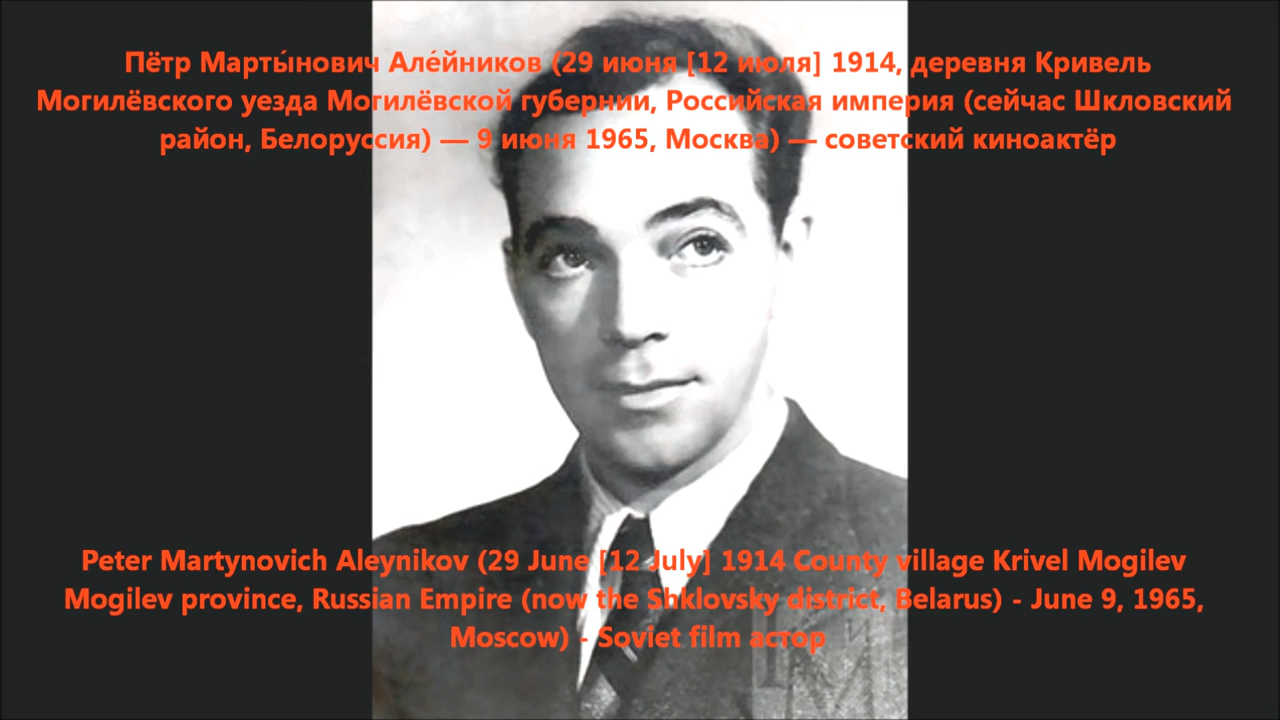 Пётр Марты́нович Але́йников (29 июня [12 июля] 1914, деревня Кривель
Могилёвского уезда Могилёвской губернии, Российская империя (сейчас Шкловский
район, Белоруссия) — 9 июня 1965, Москва) — советский киноактёр
Peter Martynovich Aleynikov (29 June [12 July] 1914 County village Krivel Mogilev
Mogilev province, Russian Empire (now the Shklovsky district, Belarus) - June 9, 1965,
Moscow) - Soviet film астор